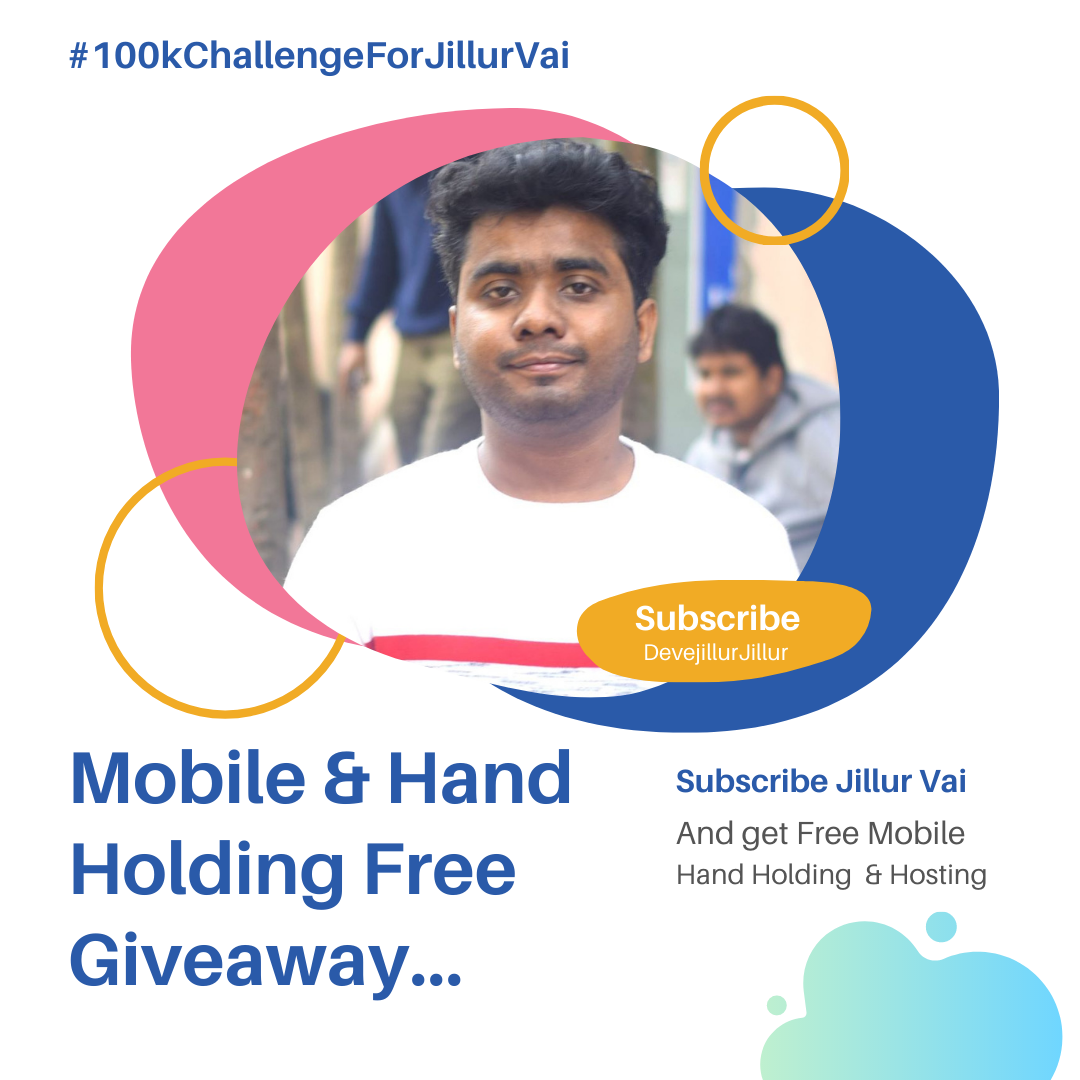 #100kChallengeForJillurVai
Subscribe
DevejillurJillur
Mobile & Hand
Holding Free
Giveaway...
Subscribe Jillur Vai
And get Free Mobile
Hand Holding & Hosting